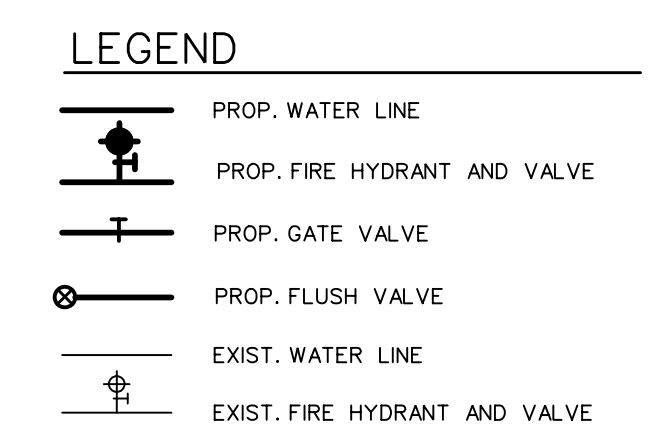 LEGEND
PROP. WATER LINE
PROP. FIRE HYDRANT AND VALVE
PROP. GATE VALVE
PROP. FLUSH VALVE
EXIST. WATER LINE
EXIST. FIRE HYDRANT AND VALVE